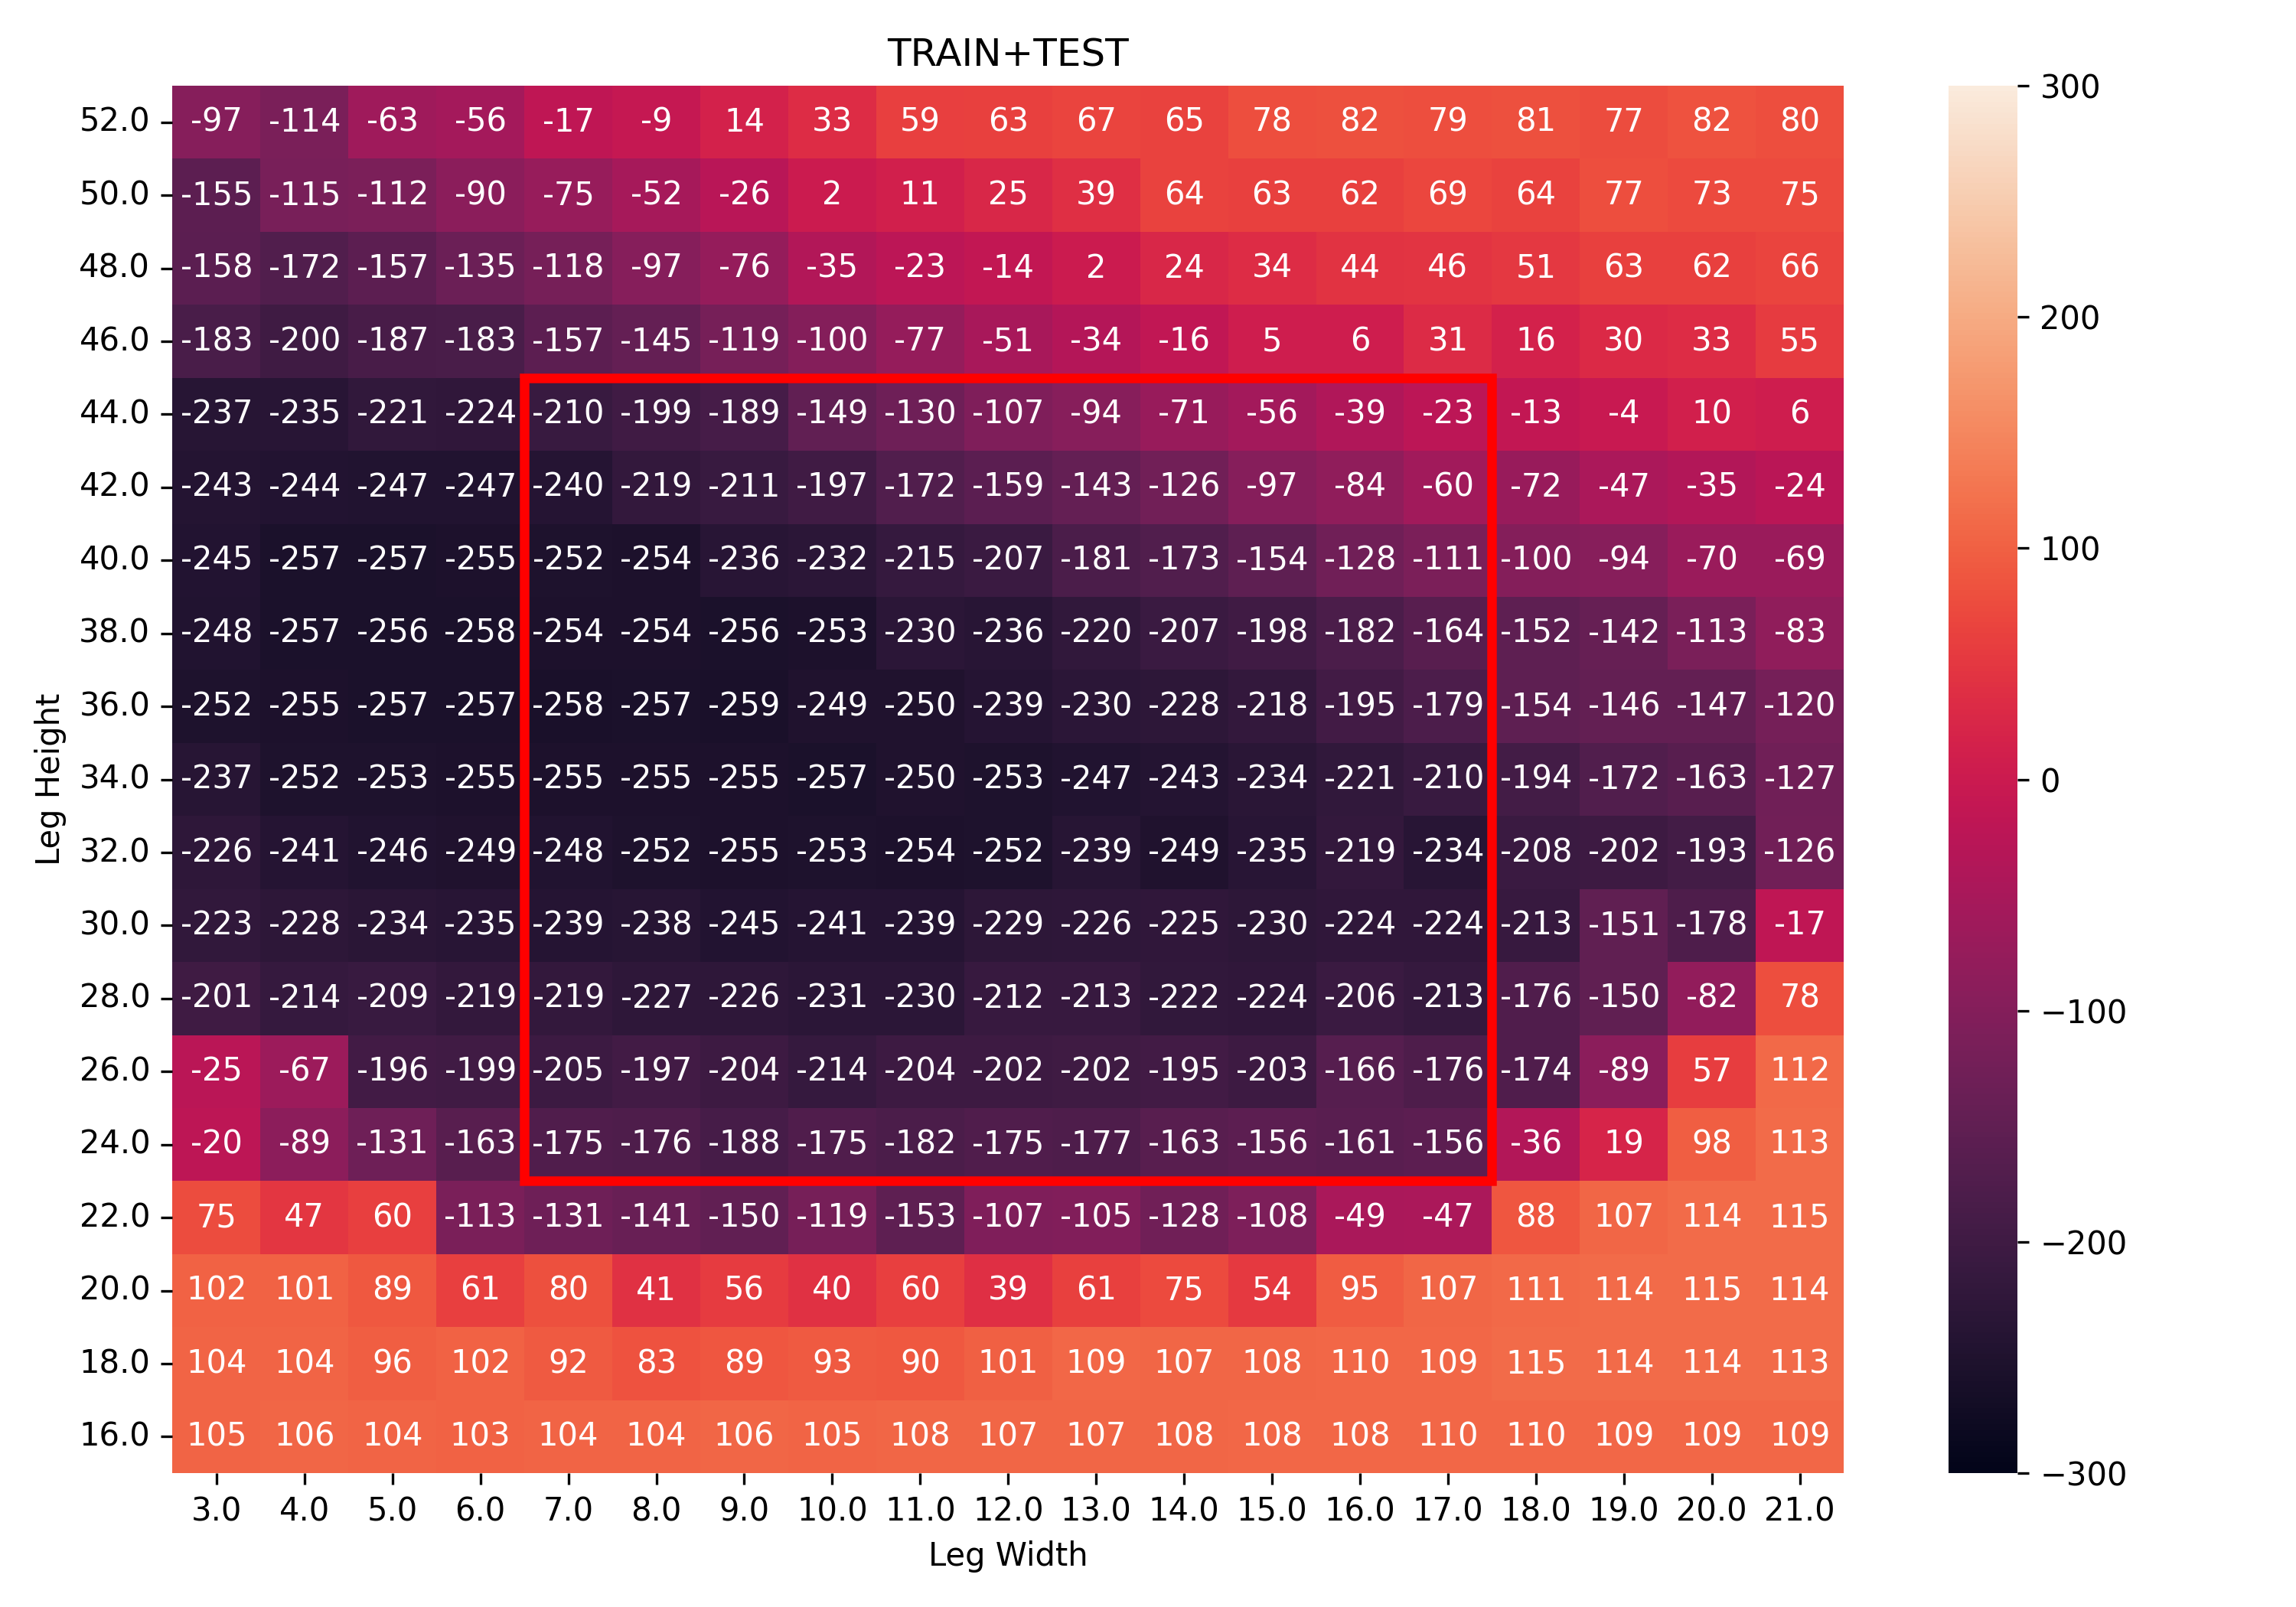 TRAIN+TEST
52.0 -97 -114 -63 -56 -17 -9 14 33 59 63 67 65 78 82 79 81 77 82 80
50.0 -155 -115 -112 -90 -75 -52 -26 2 11 25 39 64 63 62 69 64 77 73 75
48.0 -158 -172 -157 -135 -118 -97 -76 -35 -23 -14 2 24 34 44 46 51 63 62 66
46.0 -183 -200 -187 -183 -157 -145 -119 -100 -77 -51 -34 -16 5 6 31 16 30 33 55
44.0 -237 -235 -221 -224 -210 -199 -189 -149 -130 -107 -94 -71 -56 -39 -23 -13 -4 10 6
42.0 -243 -244 -247 -247 -240 -219 -211 -197 -172 -159 -143 -126 -97 -84 -60 -72 -47 -35 -24
40.0 -245 -257 -257 -255 -252 -254 -236 -232 -215 -207 -181 -173 -154 -128 -111 -100 -94 -70 -69
38.0 -248 -257 -256 -258 -254 -254 -256 -253 -230 -236 -220 -207 -198 -182 -164 -152 -142 -113 -83
36.0 -252 -255 -257 -257 -258 -257 -259 -249 -250 -239 -230 -228 -218 -195 -179 -154 -146 -147 -120
34.0 -237 -252 -253 -255 -255 -255 -255 -257 -250 -253 -247 -243 -234 -221 -210 -194 -172 -163 -127
32.0 -226 -241 -246 -249 -248 -252 -255 -253 -254 -252 -239 -249 -235 -219 -234 -208 -202 -193 -126
30.0 -223 -228 -234 -235 -239 -238 -245 -241 -239 -229 -226 -225 -230 -224 -224 -213 -151 -178 -17
28.0 -201 -214 -209 -219 -219 -227 -226 -231 -230 -212 -213 -222 -224 -206 -213 -176 -150 -82 78
26.0 -25 -67 -196 -199 -205 -197 -204 -214 -204 -202 -202 -195 -203 -166 -176 -174 -89 57 112
24.0 -20 -89 -131 -163 -175 -176 -188 -175 -182 -175 -177 -163 -156 -161 -156 -36 19 98 113
22.0 75 47 60 -113 -131 -141 -150 -119 -153 -107 -105 -128 -108 -49 -47 88 107 114 115
20.0 102 101 89 61 80 41 56 40 60 39 61 75 54 95 107 111 114 115 114
18.0 104 104 96 102 92 83 89 93 90 101 109 107 108 110 109 115 114 114 113
16.0 105 106 104 103 104 104 106 105 108 107 107 108 108 108 110 110 109 109 109
3.0 4.0 5.0 6.0 7.0 8.0 9.0 10.0 11.0 12.0 13.0 14.0 15.0 16.0 17.0 18.0 19.0 20.0 21.0
Leg Width
Leg Height
300
200
100
0
−100
−200
−300